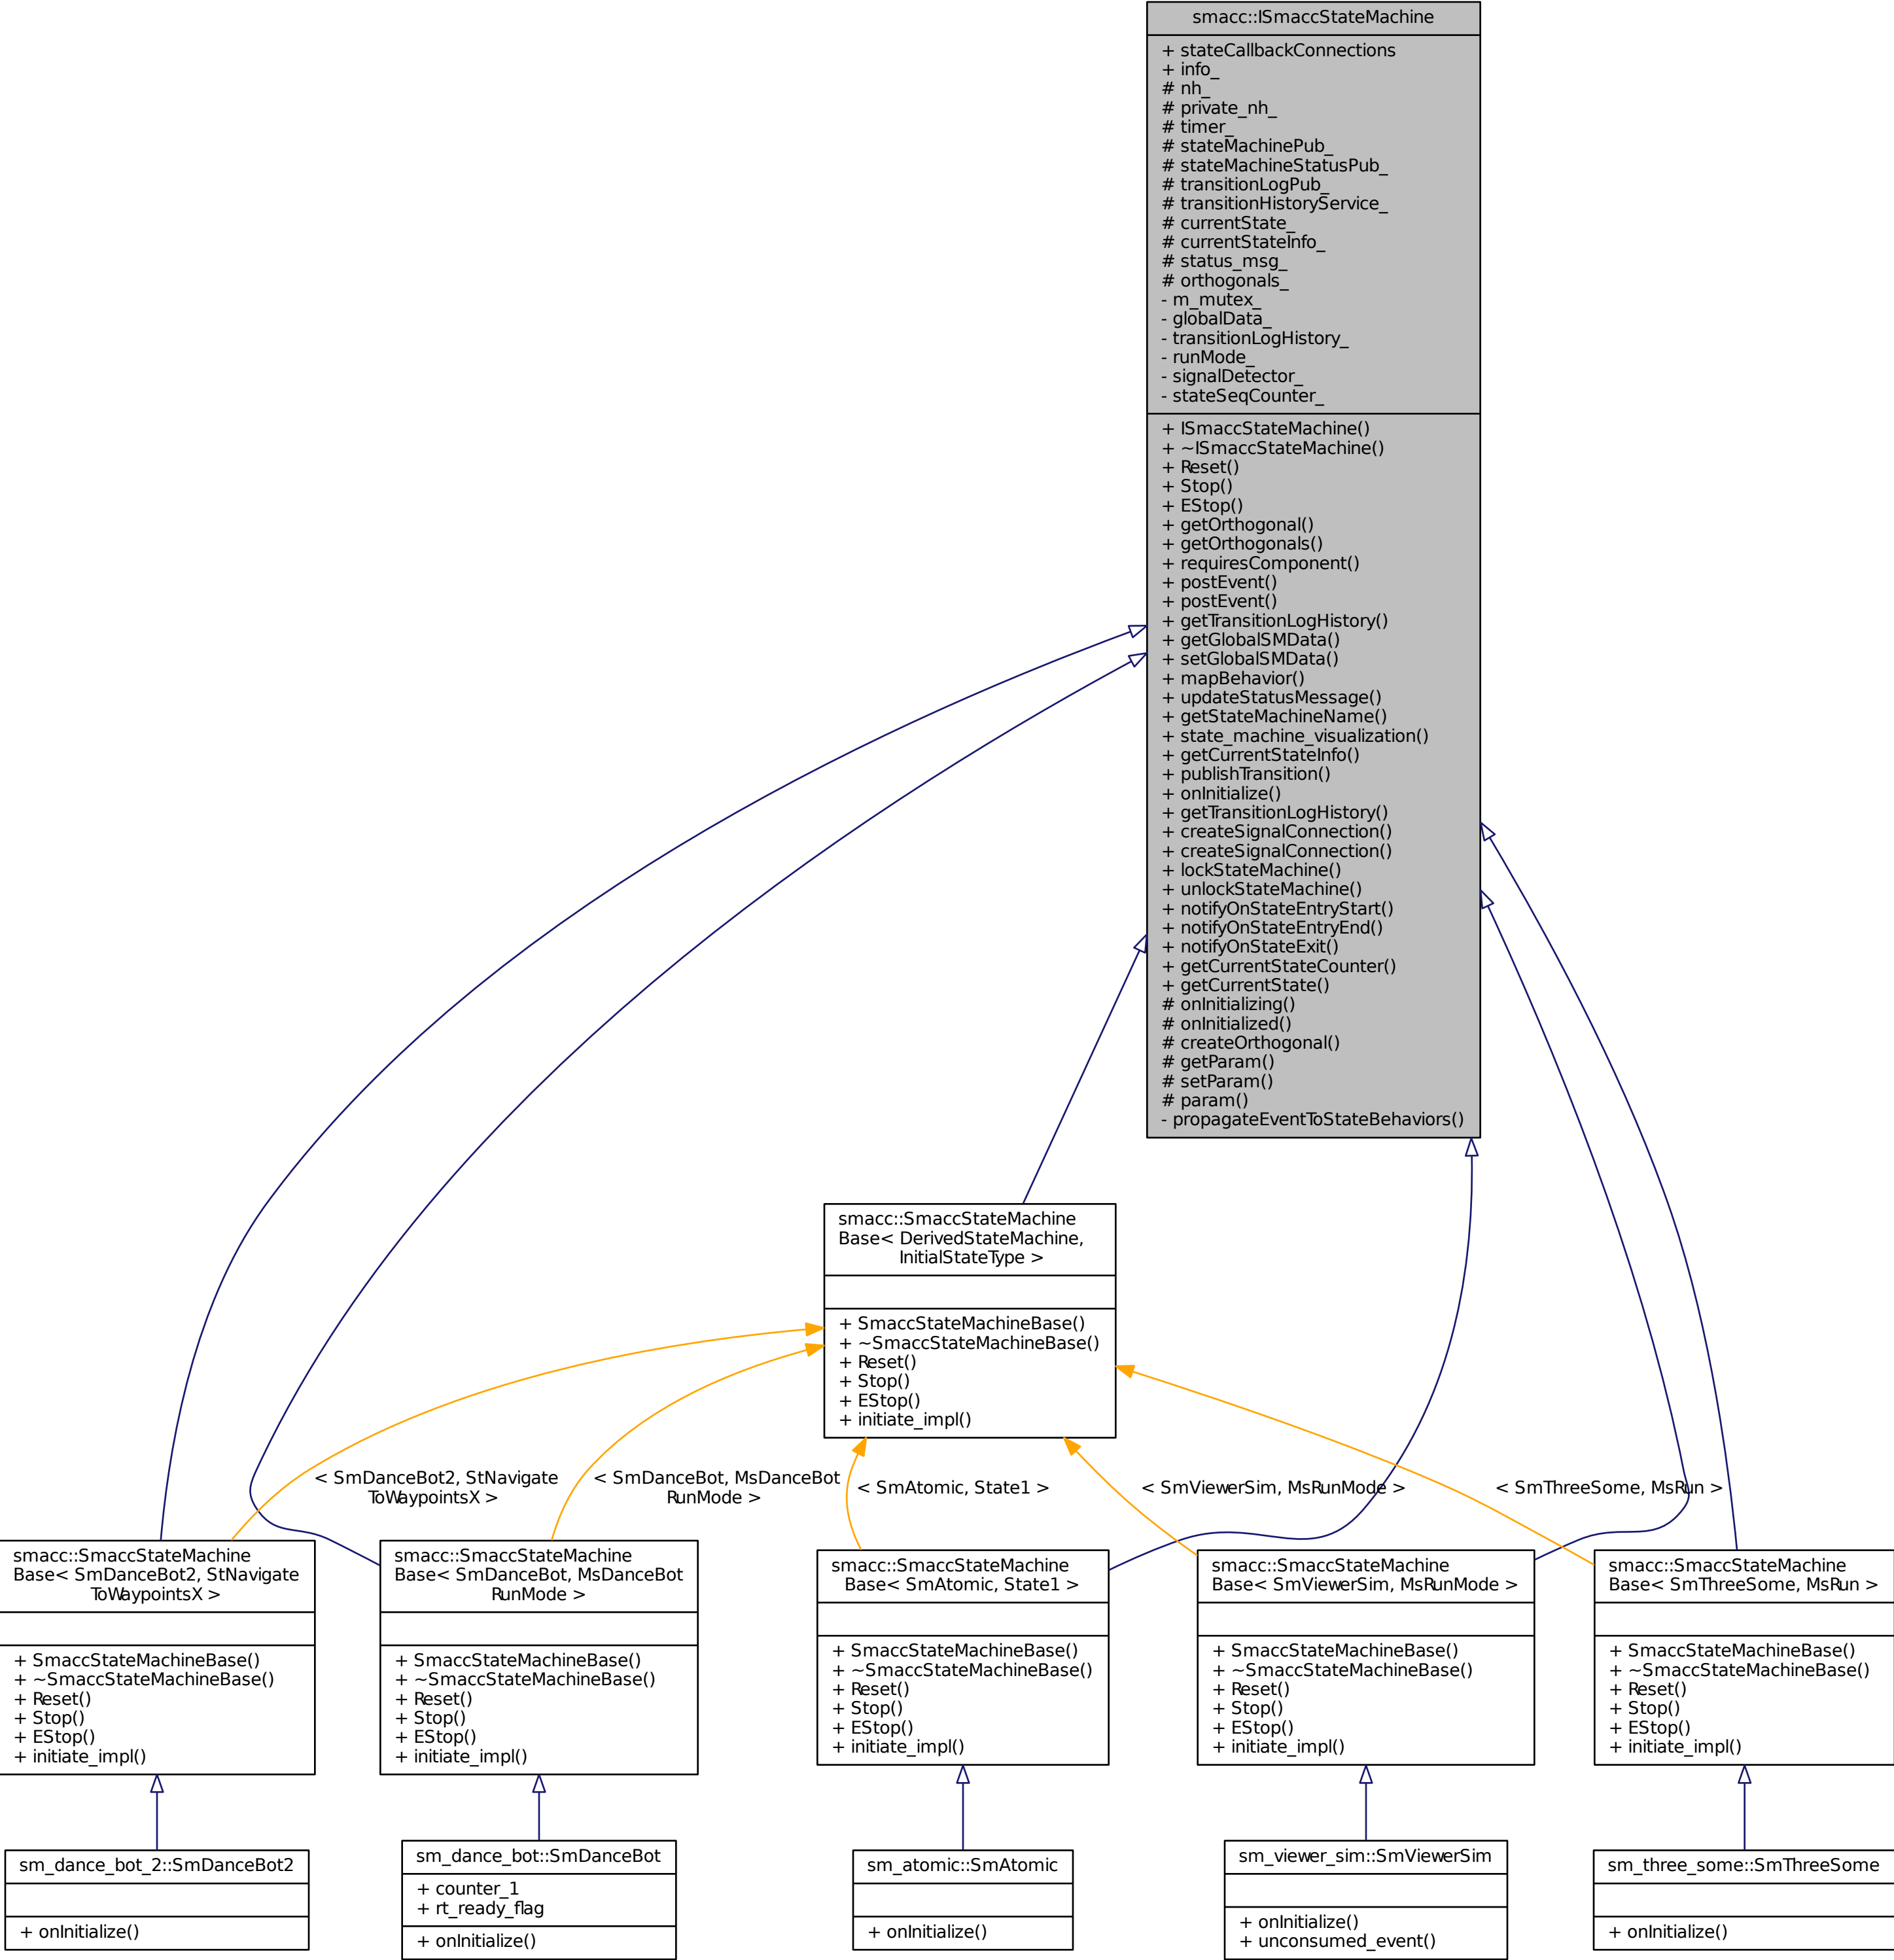 smacc::ISmaccStateMachine
+ stateCallbackConnections
+ info_
# nh_
# private_nh_
# timer_
# stateMachinePub_
# stateMachineStatusPub_
# transitionLogPub_
# transitionHistoryService_
# currentState_
# currentStateInfo_
# status_msg_
# orthogonals_
- m_mutex_
- globalData_
- transitionLogHistory_
- runMode_
- signalDetector_
- stateSeqCounter_
+ ISmaccStateMachine()
+ ~ISmaccStateMachine()
+ Reset()
+ Stop()
+ EStop()
+ getOrthogonal()
+ getOrthogonals()
+ requiresComponent()
+ postEvent()
+ postEvent()
+ getTransitionLogHistory()
+ getGlobalSMData()
+ setGlobalSMData()
+ mapBehavior()
+ updateStatusMessage()
+ getStateMachineName()
+ state_machine_visualization()
+ getCurrentStateInfo()
+ publishTransition()
+ onInitialize()
+ getTransitionLogHistory()
+ createSignalConnection()
+ createSignalConnection()
+ lockStateMachine()
+ unlockStateMachine()
+ notifyOnStateEntryStart()
+ notifyOnStateEntryEnd()
+ notifyOnStateExit()
+ getCurrentStateCounter()
+ getCurrentState()
# onInitializing()
# onInitialized()
# createOrthogonal()
# getParam()
# setParam()
# param()
- propagateEventToStateBehaviors()
smacc::SmaccStateMachine
Base< DerivedStateMachine,
InitialStateType >
+ SmaccStateMachineBase()
+ ~SmaccStateMachineBase()
+ Reset()
+ Stop()
+ EStop()
+ initiate_impl()
< SmDanceBot2, StNavigate
ToWaypointsX >
< SmDanceBot, MsDanceBot
RunMode >
< SmAtomic, State1 >
< SmViewerSim, MsRunMode >
< SmThreeSome, MsRun >
smacc::SmaccStateMachine
Base< SmDanceBot2, StNavigate
ToWaypointsX >
+ SmaccStateMachineBase()
+ ~SmaccStateMachineBase()
+ Reset()
+ Stop()
+ EStop()
+ initiate_impl()
smacc::SmaccStateMachine
Base< SmDanceBot, MsDanceBot
RunMode >
+ SmaccStateMachineBase()
+ ~SmaccStateMachineBase()
+ Reset()
+ Stop()
+ EStop()
+ initiate_impl()
smacc::SmaccStateMachine
Base< SmAtomic, State1 >
+ SmaccStateMachineBase()
+ ~SmaccStateMachineBase()
+ Reset()
+ Stop()
+ EStop()
+ initiate_impl()
smacc::SmaccStateMachine
Base< SmViewerSim, MsRunMode >
+ SmaccStateMachineBase()
+ ~SmaccStateMachineBase()
+ Reset()
+ Stop()
+ EStop()
+ initiate_impl()
smacc::SmaccStateMachine
Base< SmThreeSome, MsRun >
+ SmaccStateMachineBase()
+ ~SmaccStateMachineBase()
+ Reset()
+ Stop()
+ EStop()
+ initiate_impl()
sm_dance_bot_2::SmDanceBot2
+ onInitialize()
sm_dance_bot::SmDanceBot
+ counter_1
+ rt_ready_flag
+ onInitialize()
sm_atomic::SmAtomic
+ onInitialize()
sm_viewer_sim::SmViewerSim
+ onInitialize()
+ unconsumed_event()
sm_three_some::SmThreeSome
+ onInitialize()